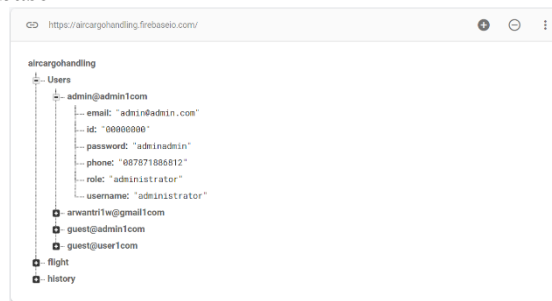 https://aircargohandling.firebaseio.com/
aircargohandling
Users
admin@admin1com
email: "admin@admin.com"
id: "00000000"
password: "adminadmin"
phone: "087871886812"
role: "administrator"
username: "administrator"
arwantri1w@gmail1com
guest@admin1com
guest@user1com
flight
history